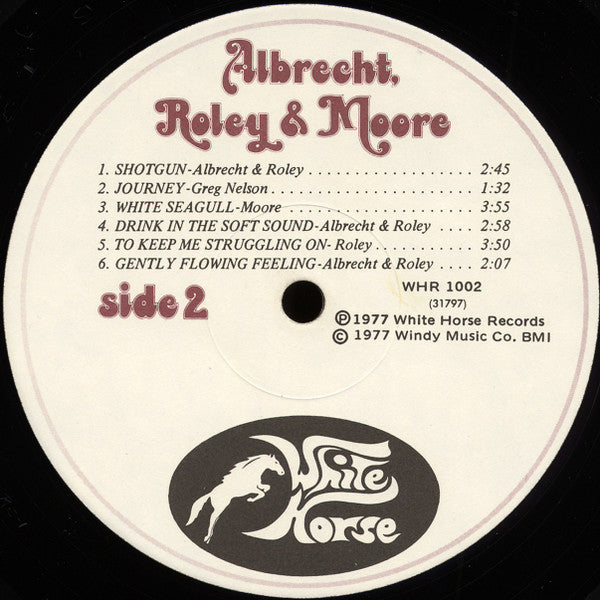 Albrecht,
Roley & Moore
1. SHOTGUN-Albrecht & Roley . . . . . . . . . . . . . . . . . 2:45
2. JOURNEY-Greg Nelson . . . . . . . . . . . . . . . . . . . . 1:32
3. WHITE SEAGULL-Moore . . . . . . . . . . . . . . . . . . . 3:55
4. DRINK IN THE SOFT SOUND-Albrecht & Roley . . . . 2:58
5. TO KEEP ME STRUGGLING ON- Roley . . . . . . . . . . . 3:50
6. GENTLY FLOWING FEELING-Albrecht & Roley . . . . 2:07
side 2
WHR 1002
(31797)
Ⓟ1977 White Horse Records
© 1977 Windy Music Co. BMI
White
Horse